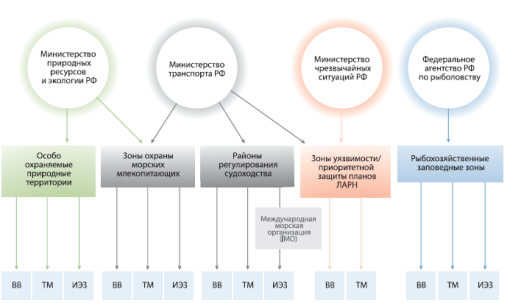 Министерство
природных
ресурсов
и экологии РФ
Министерство
транспорта РФ
Министерство
чрезвычайных
ситуаций РФ
Федеральное
агентство РФ
по рыболовству
Особо
охраняемые
природные
территории
Зоны охраны
морских
млекопитающих
Районы
регулирования
судоходства
Зоны уязвимости/
приоритетной
защиты планов
ЛАРН
Рыбохозяйственные
заповедные зоны
Международная
морская
организация
(IMO)
ВВ
ТМ
ИЭЗ
ВВ
ТМ
ИЭЗ
ВВ
ТМ
ИЭЗ
ВВ
ТМ
ВВ
ТМ
ИЭЗ